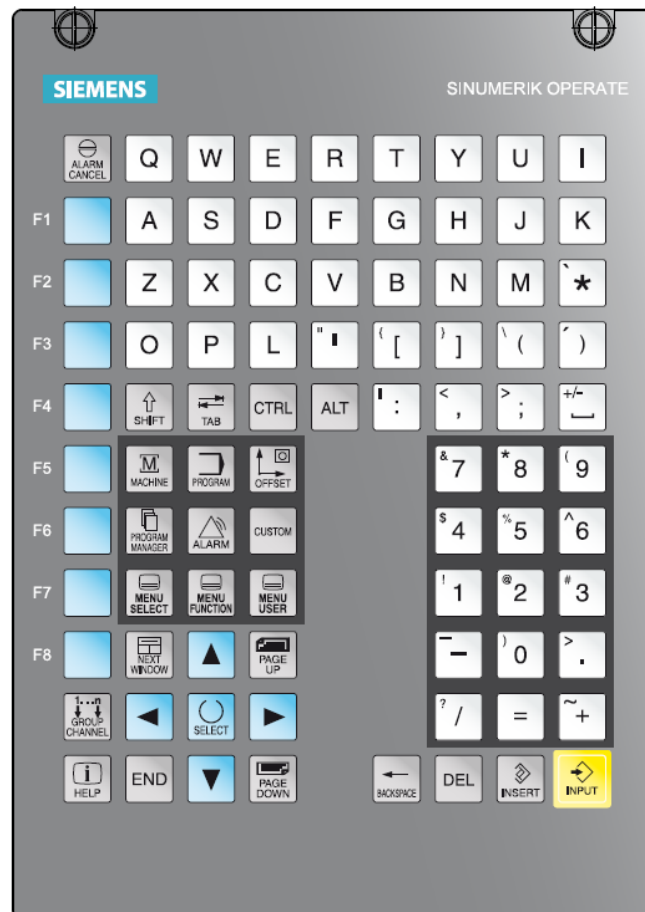 SIEMENS SINUMERIK OPERATE
ALARM CANCEL Q W E R T Y U I
F1 A S D F G H J K
F2 Z X C V B N M ` *
F3 O P L " ' { [ } ] \ ( ´ )
F4 SHIFT TAB CTRL ALT ' : < , > ; +/-
F5 M MACHINE PROGRAM OFFSET & 7 * 8 ( 9
F6 PROGRAM MANAGER ALARM CUSTOM $ 4 % 5 ^ 6
F7 MENU SELECT MENU FUNCTION MENU USER ! 1 @ 2 # 3
F8 NEXT WINDOW PAGE UP – - ) 0 > .
1...n GROUP CHANNEL SELECT ? / = ~ +
i HELP END PAGE DOWN BACKSPACE DEL INSERT INPUT